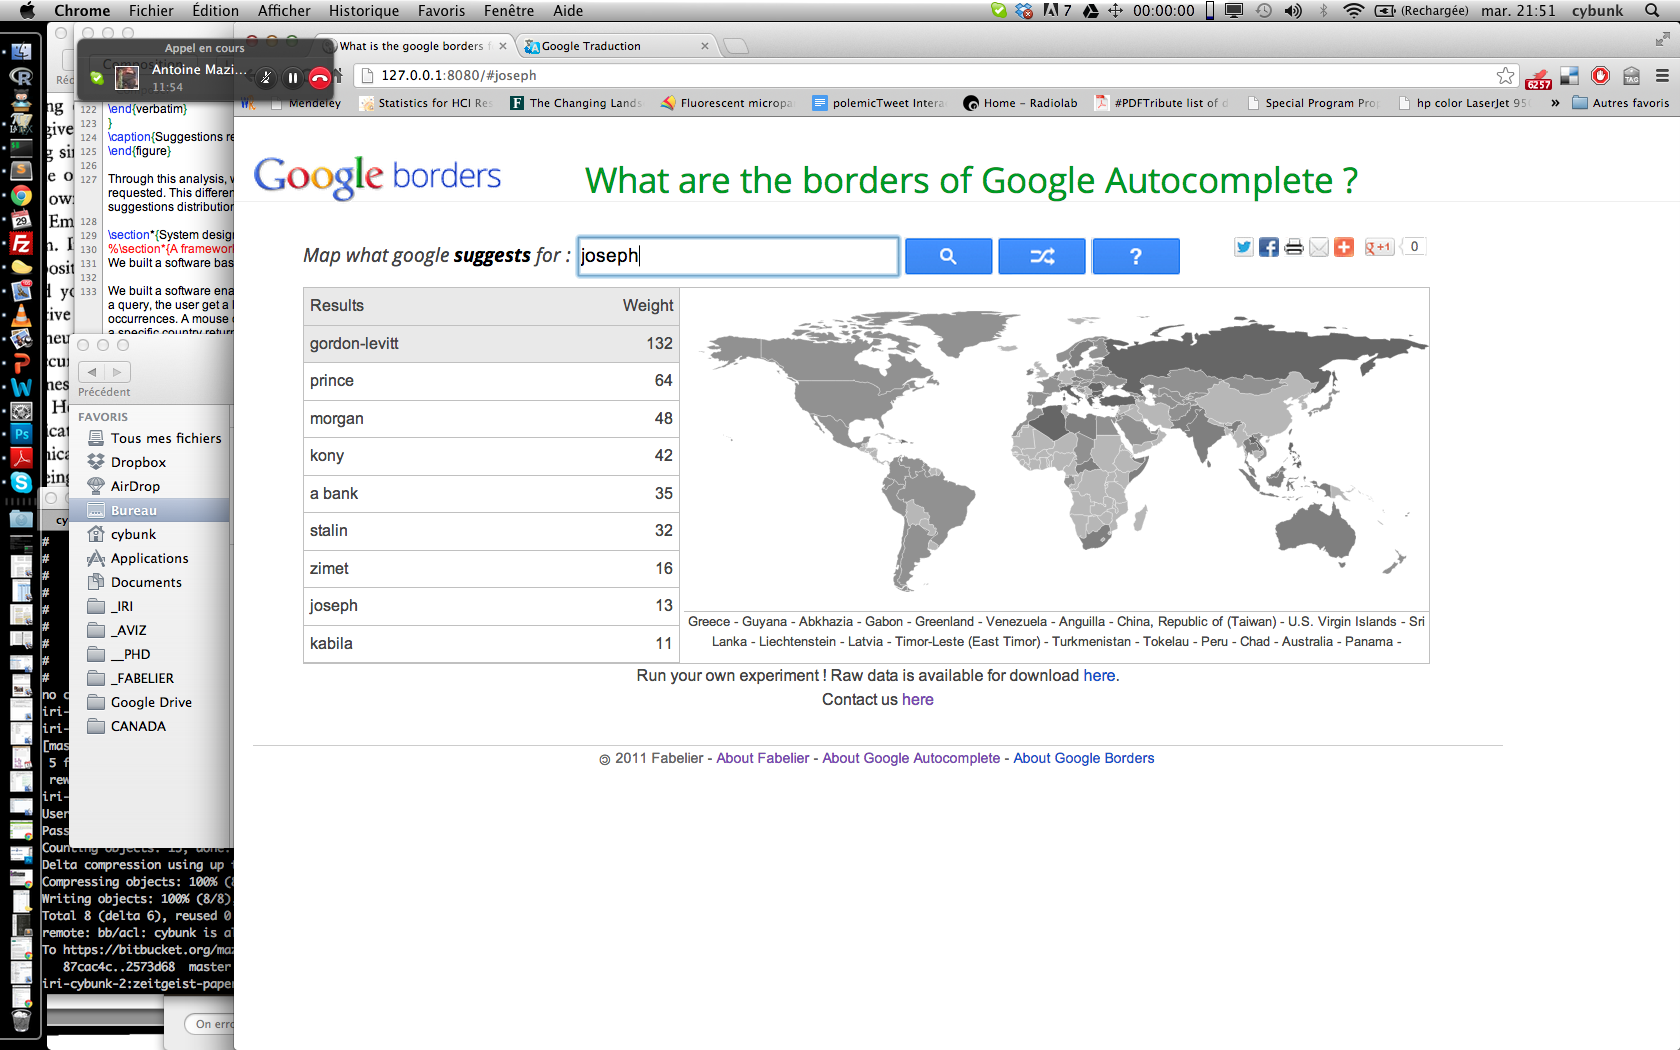 Chrome Fichier Édition Afficher Historique Favoris Fenêtre Aide
7 00:00:00 (Rechargée) mar. 21:51 cybunk
Appel en cours
Antoine Mazi...
11:54
What is the google borders
Google Traduction
127.0.0.1:8080/#joseph
6257
Mendeley Statistics for HCI Res The Changing Lands Fluorescent micropa polemicTweet Intera Home – Radiolab #PDFTribute list of Special Program Pro hp color LaserJet 95 » Autres favoris
122 \end{verbatim}
123 }
124 \caption{Suggestions re
125 \end{figure}
126
127 Through this analysis, w
requested. This differen
suggestions distribution
128
129 \section*{System design
130 %\section*{A framework
131 We built a software bas
132
133 We built a software ena
a query, the user get a
occurrences. A mouse
a specific country return
Précédent
FAVORIS
Tous mes fichiers
Dropbox
AirDrop
Bureau
cybunk
Applications
Documents
_IRI
_AVIZ
__PHD
_FABELIER
Google Drive
CANADA
Google borders
What are the borders of Google Autocomplete ?
Map what google suggests for : joseph
?
+1 0
Results Weight
gordon-levitt 132
prince 64
morgan 48
kony 42
a bank 35
stalin 32
zimet 16
joseph 13
kabila 11
Greece - Guyana - Abkhazia - Gabon - Greenland - Venezuela - Anguilla - China, Republic of (Taiwan) - U.S. Virgin Islands - Sri
Lanka - Liechtenstein - Latvia - Timor-Leste (East Timor) - Turkmenistan - Tokelau - Peru - Chad - Australia - Panama -
Run your own experiment ! Raw data is available for download here.
Contact us here
2011 Fabelier - About Fabelier - About Google Autocomplete - About Google Borders
no c
iri-
iri-
[mas
5 f
rew
iri-
User
Pass
Counting objects: 15, done.
Delta compression using up
Compressing objects: 100% (8
Writing objects: 100% (8/8)
Total 8 (delta 6), reused 0
remote: bb/acl: cybunk is al
To https://bitbucket.org/maz
87cac4c..2573d68 master
iri-cybunk-2:zeitgeist-paper
On erro